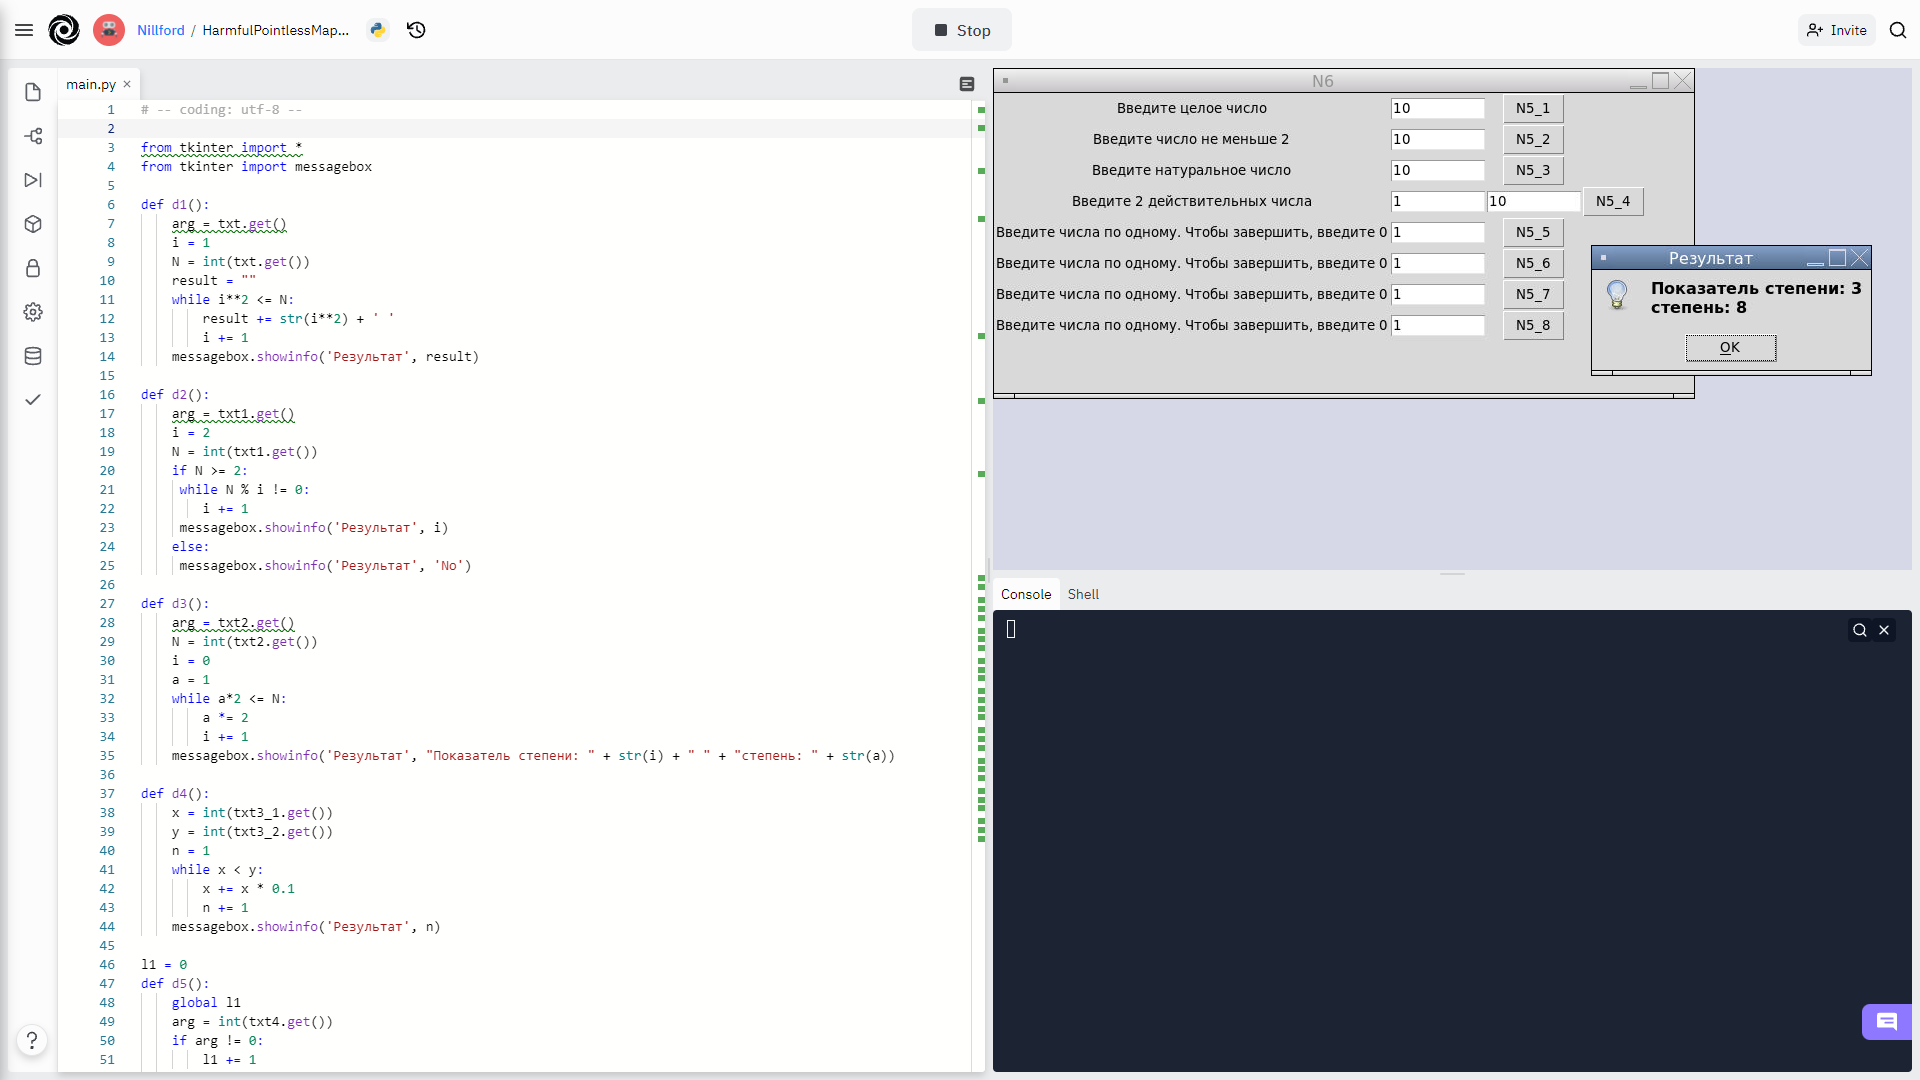 Nillford / HarmfulPointlessMap...
Stop
Invite
main.py
1 # -- coding: utf-8 --
2
3 from tkinter import *
4 from tkinter import messagebox
5
6 def d1():
7 arg = txt.get()
8 i = 1
9 N = int(txt.get())
10 result = ""
11 while i**2 <= N:
12 result += str(i**2) + ' '
13 i += 1
14 messagebox.showinfo('Результат', result)
15
16 def d2():
17 arg = txt1.get()
18 i = 2
19 N = int(txt1.get())
20 if N >= 2:
21 while N % i != 0:
22 i += 1
23 messagebox.showinfo('Результат', i)
24 else:
25 messagebox.showinfo('Результат', 'No')
26
27 def d3():
28 arg = txt2.get()
29 N = int(txt2.get())
30 i = 0
31 a = 1
32 while a*2 <= N:
33 a *= 2
34 i += 1
35 messagebox.showinfo('Результат', "Показатель степени: " + str(i) + " " + "степень: " + str(a))
36
37 def d4():
38 x = int(txt3_1.get())
39 y = int(txt3_2.get())
40 n = 1
41 while x < y:
42 x += x * 0.1
43 n += 1
44 messagebox.showinfo('Результат', n)
45
46 l1 = 0
47 def d5():
48 global l1
49 arg = int(txt4.get())
50 if arg != 0:
51 l1 += 1
N6
Введите целое число 10 N5_1
Введите число не меньше 2 10 N5_2
Введите натуральное число 10 N5_3
Введите 2 действительных числа 1 10 N5_4
Введите числа по одному. Чтобы завершить, введите 0 1 N5_5
Введите числа по одному. Чтобы завершить, введите 0 1 N5_6
Введите числа по одному. Чтобы завершить, введите 0 1 N5_7
Введите числа по одному. Чтобы завершить, введите 0 1 N5_8
Результат
Показатель степени: 3
степень: 8
OK
Console Shell